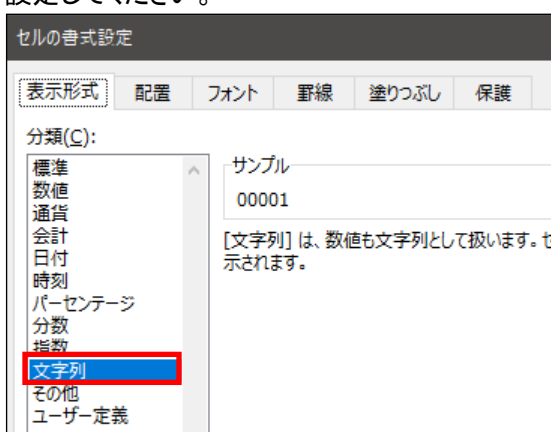 設定してください。
セルの書式設定
表示形式 配置 フォント 罫線 塗りつぶし 保護
分類(C):
標準
数値
通貨
会計
日付
時刻
パーセンテージ
分数
指数
文字列
その他
ユーザー定義
サンプル
00001
[文字列] は、数値も文字列として扱います。セ
示されます。